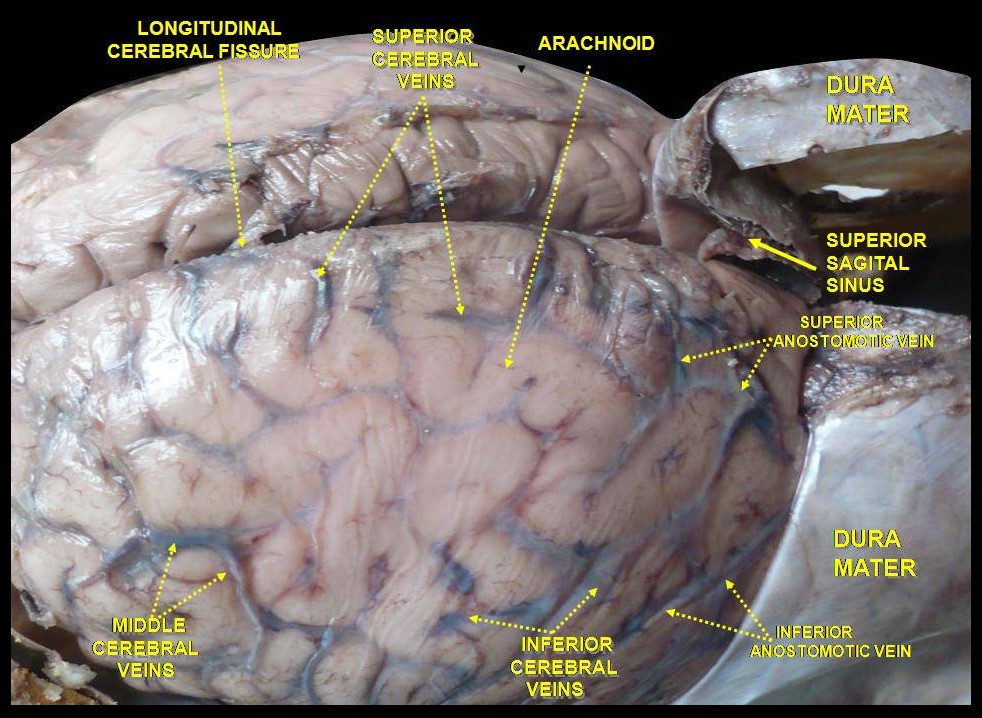 LONGITUDINAL
CEREBRAL FISSURE
SUPERIOR
CEREBRAL
VEINS
ARACHNOID
DURA
MATER
SUPERIOR
SAGITAL
SINUS
SUPERIOR
ANOSTOMOTIC VEIN
DURA
MATER
MIDDLE
CEREBRAL
VEINS
INFERIOR
CEREBRAL
VEINS
INFERIOR
ANOSTOMOTIC VEIN